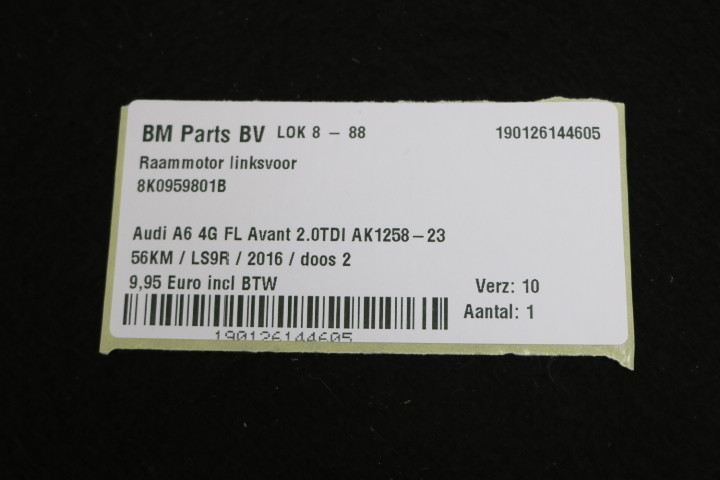 BM Parts BV LOK 8 - 88 190126144605
Raammotor linksvoor
8K0959801B
Audi A6 4G FL Avant 2.0TDI AK1258-23
56KM / LS9R / 2016 / doos 2
9,95 Euro incl BTW Verz: 10
Aantal: 1
190126144605